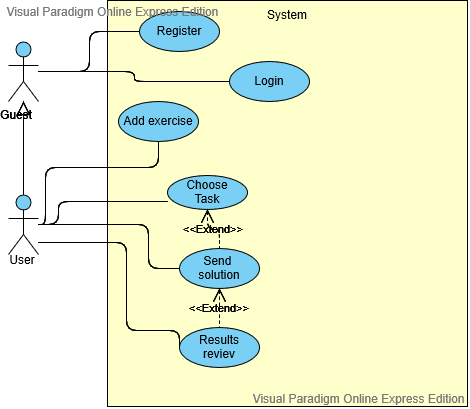 Visual Paradigm Online Express Edition
System
Register
Login
Guest
Add exercise
Choose
Task
<<Extend>>
User
Send
solution
<<Extend>>
Results
reviev
Visual Paradigm Online Express Edition